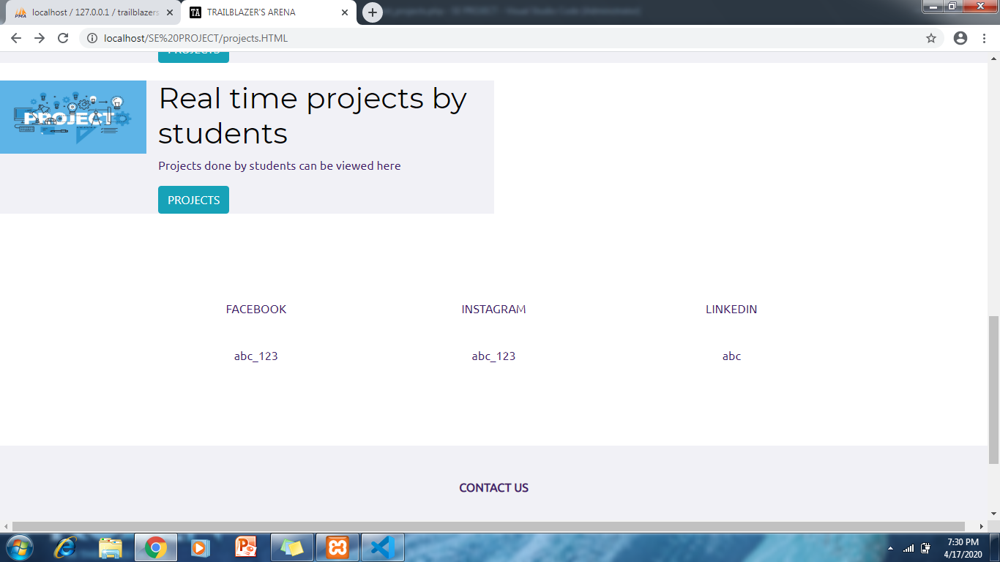 localhost / 127.0.0.1 / trailblazers
TRAILBLAZER'S ARENA
localhost/SE%20PROJECT/projects.HTML
PROJECTS
PROJECT
Real time projects by
students
Projects done by students can be viewed here
PROJECTS
FACEBOOK
INSTAGRAM
LINKEDIN
abc_123
abc_123
abc
CONTACT US
7:30 PM
4/17/2020